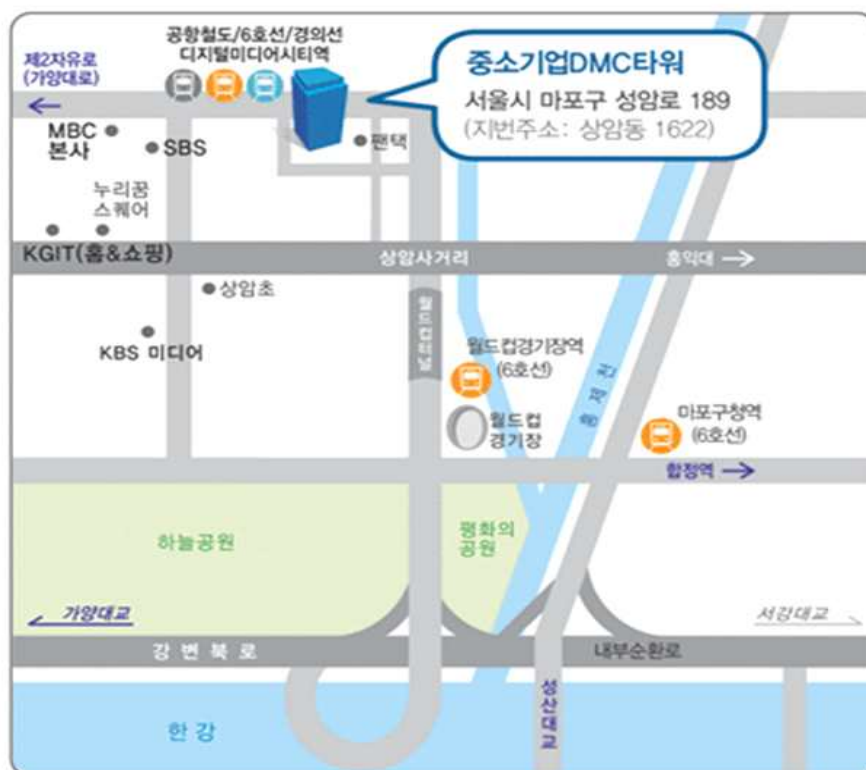 공항철도/6호선/경의선
디지털미디어시티역
제2자유로
(가양대로)
중소기업DMC타워
서울시 마포구 성암로 189
(지번주소: 상암동 1622)
MBC
본사
SBS
팬택
누리꿈
스퀘어
KGIT(홈&쇼핑)
상암사거리
홍익대
상암초
월드컵터널
KBS 미디어
월드컵경기장역
(6호선)
홍제천
마포구청역
(6호선)
월드컵
경기장
합정역
하늘공원
평화의
공원
가양대교
서강대교
강변북로
내부순환로
성산대교
한강